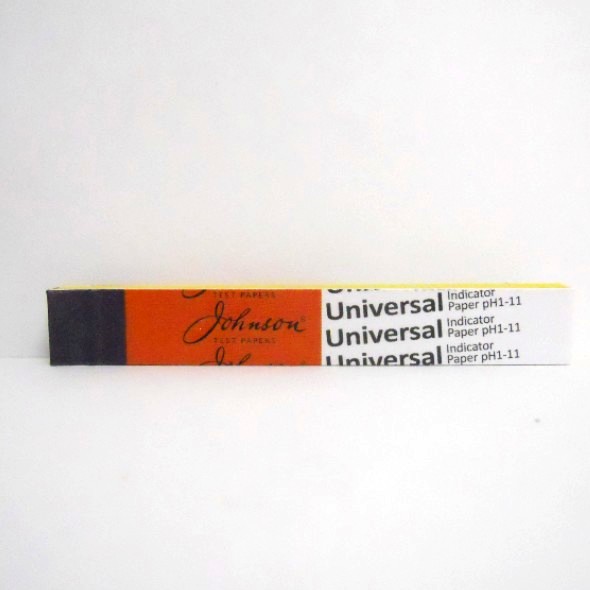 TEST PAPERS
Johnson®
TEST PAPERS
Universal Indicator Paper pH1-11
Universal Indicator Paper pH1-11
Universal Indicator Paper pH1-11